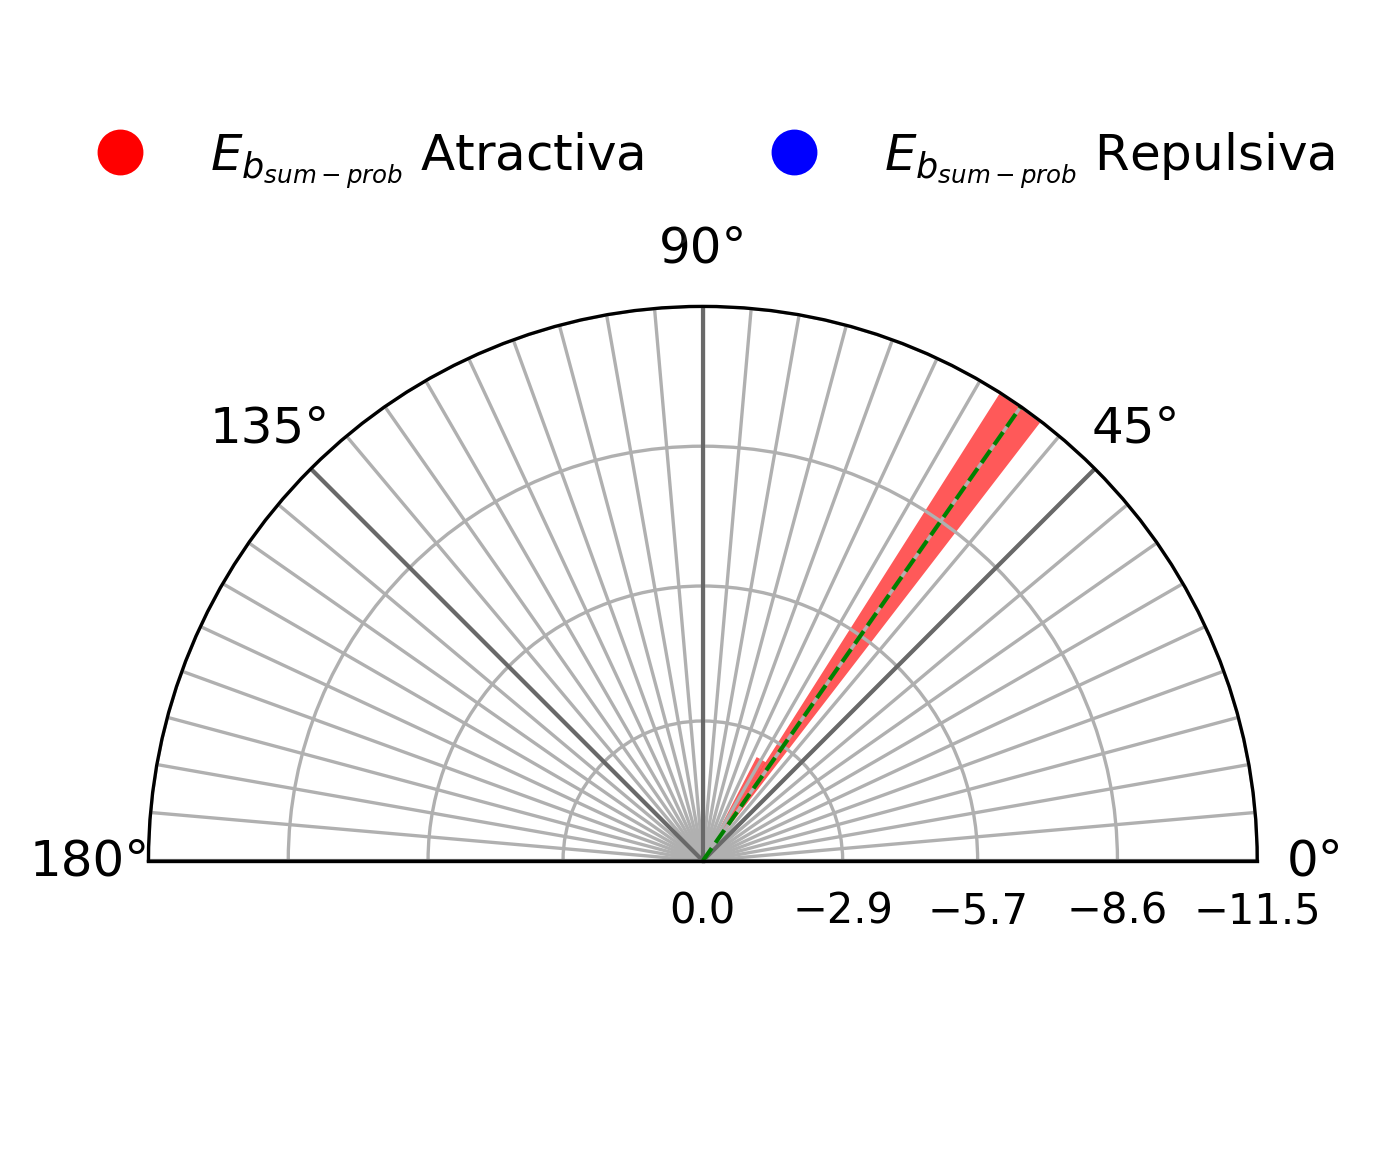 E_{b_{sum-prob}} Atractiva E_{b_{sum-prob}} Repulsiva
90°
135° 45°
180° 0°
0.0 −2.9 −5.7 −8.6 −11.5